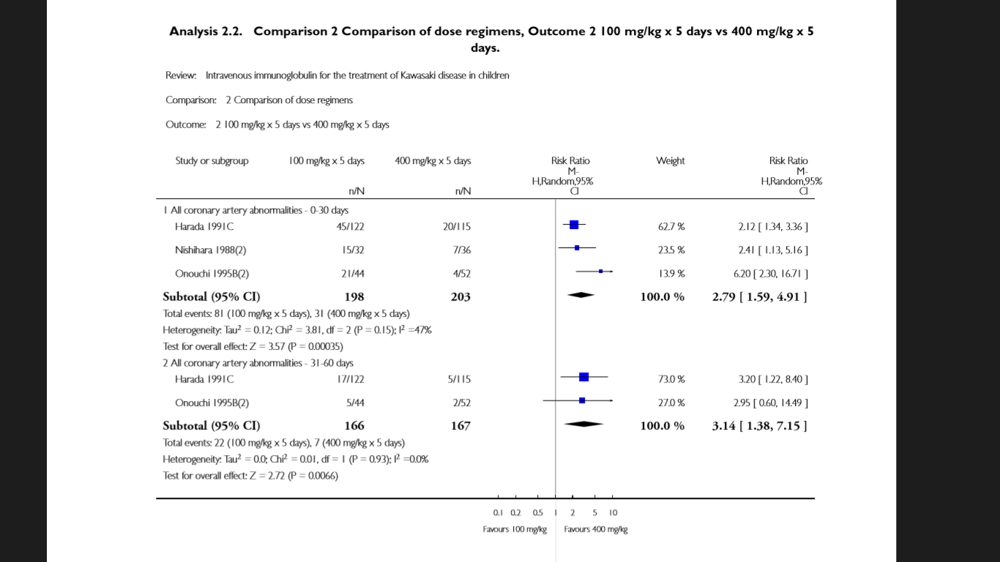 Analysis 2.2. Comparison 2 Comparison of dose regimens, Outcome 2 100 mg/kg x 5 days vs 400 mg/kg x 5
days.
Review: Intravenous immunoglobulin for the treatment of Kawasaki disease in children
Comparison: 2 Comparison of dose regimens
Outcome: 2 100 mg/kg x 5 days vs 400 mg/kg x 5 days
Study or subgroup 100 mg/kg x 5 days 400 mg/kg x 5 days Risk Ratio Weight Risk Ratio
M- M-
H,Random,95% H,Random,95%
n/N n/N CI CI
1 All coronary artery abnormalities - 0-30 days
Harada 1991C 45/122 20/115 62.7 % 2.12 [ 1.34, 3.36 ]
Nishihara 1988(2) 15/32 7/36 23.5 % 2.41 [ 1.13, 5.16 ]
Onouchi 1995B(2) 21/44 4/52 13.9 % 6.20 [ 2.30, 16.71 ]
Subtotal (95% CI) 198 203 100.0 % 2.79 [ 1.59, 4.91 ]
Total events: 81 (100 mg/kg x 5 days), 31 (400 mg/kg x 5 days)
Heterogeneity: Tau² = 0.12; Chi² = 3.81, df = 2 (P = 0.15); I² =47%
Test for overall effect: Z = 3.57 (P = 0.00035)
2 All coronary artery abnormalities - 31-60 days
Harada 1991C 17/122 5/115 73.0 % 3.20 [ 1.22, 8.40 ]
Onouchi 1995B(2) 5/44 2/52 27.0 % 2.95 [ 0.60, 14.49 ]
Subtotal (95% CI) 166 167 100.0 % 3.14 [ 1.38, 7.15 ]
Total events: 22 (100 mg/kg x 5 days), 7 (400 mg/kg x 5 days)
Heterogeneity: Tau² = 0.0; Chi² = 0.01, df = 1 (P = 0.93); I² =0.0%
Test for overall effect: Z = 2.72 (P = 0.0066)
0.1 0.2 0.5 1 2 5 10
Favours 100 mg/kg Favours 400 mg/kg